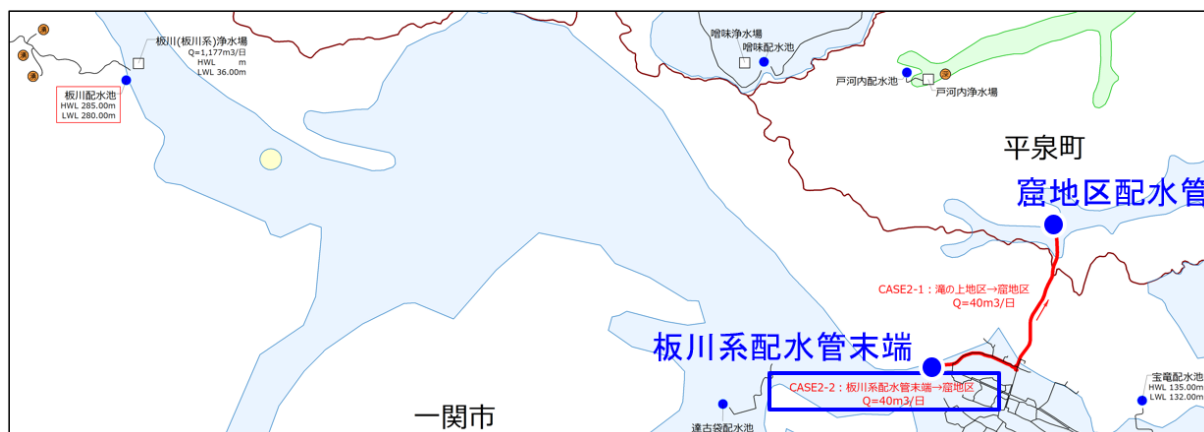 板川(板川系)浄水場
Q=1,177m3/日
HWL m
LWL 36.00m
板川配水池
HWL 285.00m
LWL 280.00m
噌味浄水場
噌味配水池
戸河内配水池
深
戸河内浄水場
平泉町
窟地区配水管
CASE2-1：滝の上地区→窟地区
Q=40m3/日
板川系配水管末端
CASE2-2：板川系配水管末端→窟地区
Q=40m3/日
宝竜配水池
HWL 135.00m
LWL 132.00m
一関市
達古袋配水池